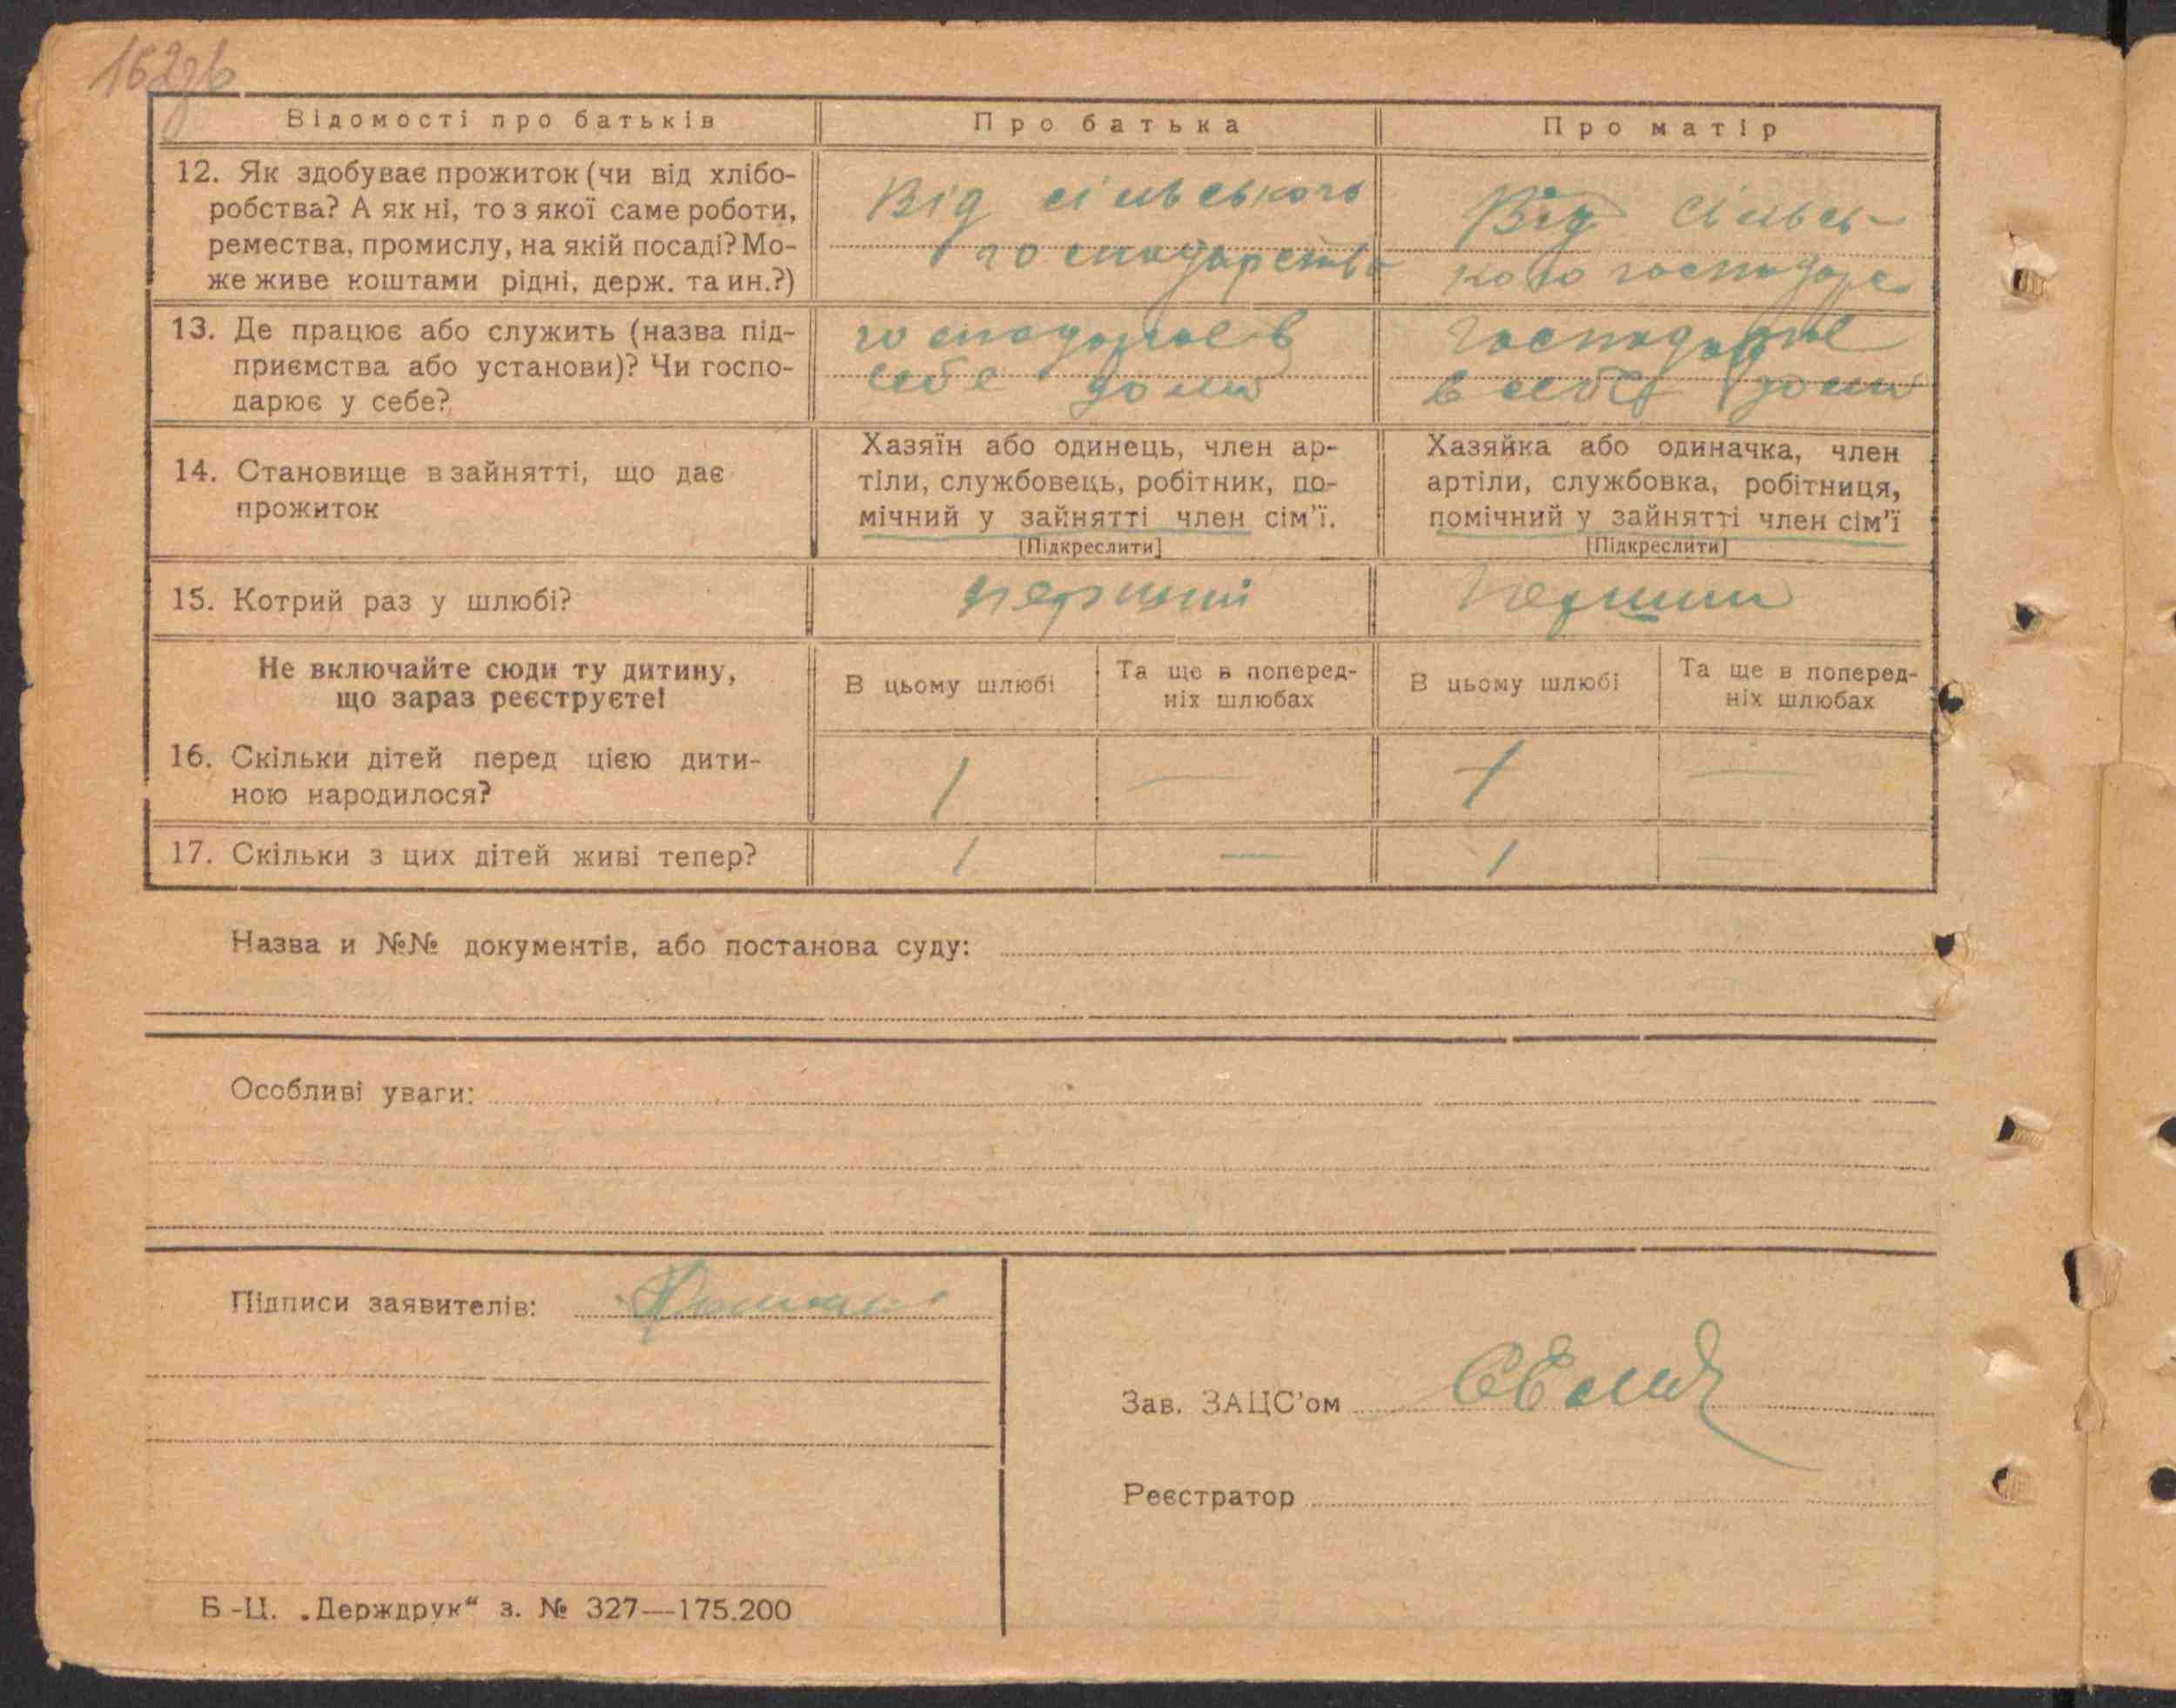 162зв
Відомості про батьків
Про батька
Про матір
12. Як здобуває прожиток (чи від хлібо-
робства? А як ні, то з якої саме роботи,
ремества, промислу, на якій посаді? Мо-
же живе коштами рідні, держ. та ин.?)
Від сільського
господарства
Від сільсь-
кого господарс
13. Де працює або служить (назва під-
приємства або установи)? Чи госпо-
дарює у себе?
господарює в
себе дома
Господарює
в себе дома
14. Становище в зайнятті, що дає
прожиток
Хазяїн або одинець, член ар-
тіли, службовець, робітник, по-
мічний у зайнятті член сім'ї.
[Підкреслити]
Хазяйка або одиначка, член
артіли, службовка, робітниця,
помічний у зайнятті член сім'ї
[Підкреслити]
15. Котрий раз у шлюбі?
перший
перший
Не включайте сюди ту дитину,
що зараз реєструєте!
В цьому шлюбі
Та ще в поперед-
ніх шлюбах
В цьому шлюбі
Та ще в поперед-
ніх шлюбах
16. Скільки дітей перед цією дити-
ною народилося?
1 — 1 —
17. Скільки з цих дітей живі тепер?
1 — 1 —
Назва и №№ документів, або постанова суду:
Особливі уваги:
Підписи заявителів:
Зав. ЗАЦС'ом
Реєстратор
Б-Ц. „Держдрук“ з. № 327—175.200